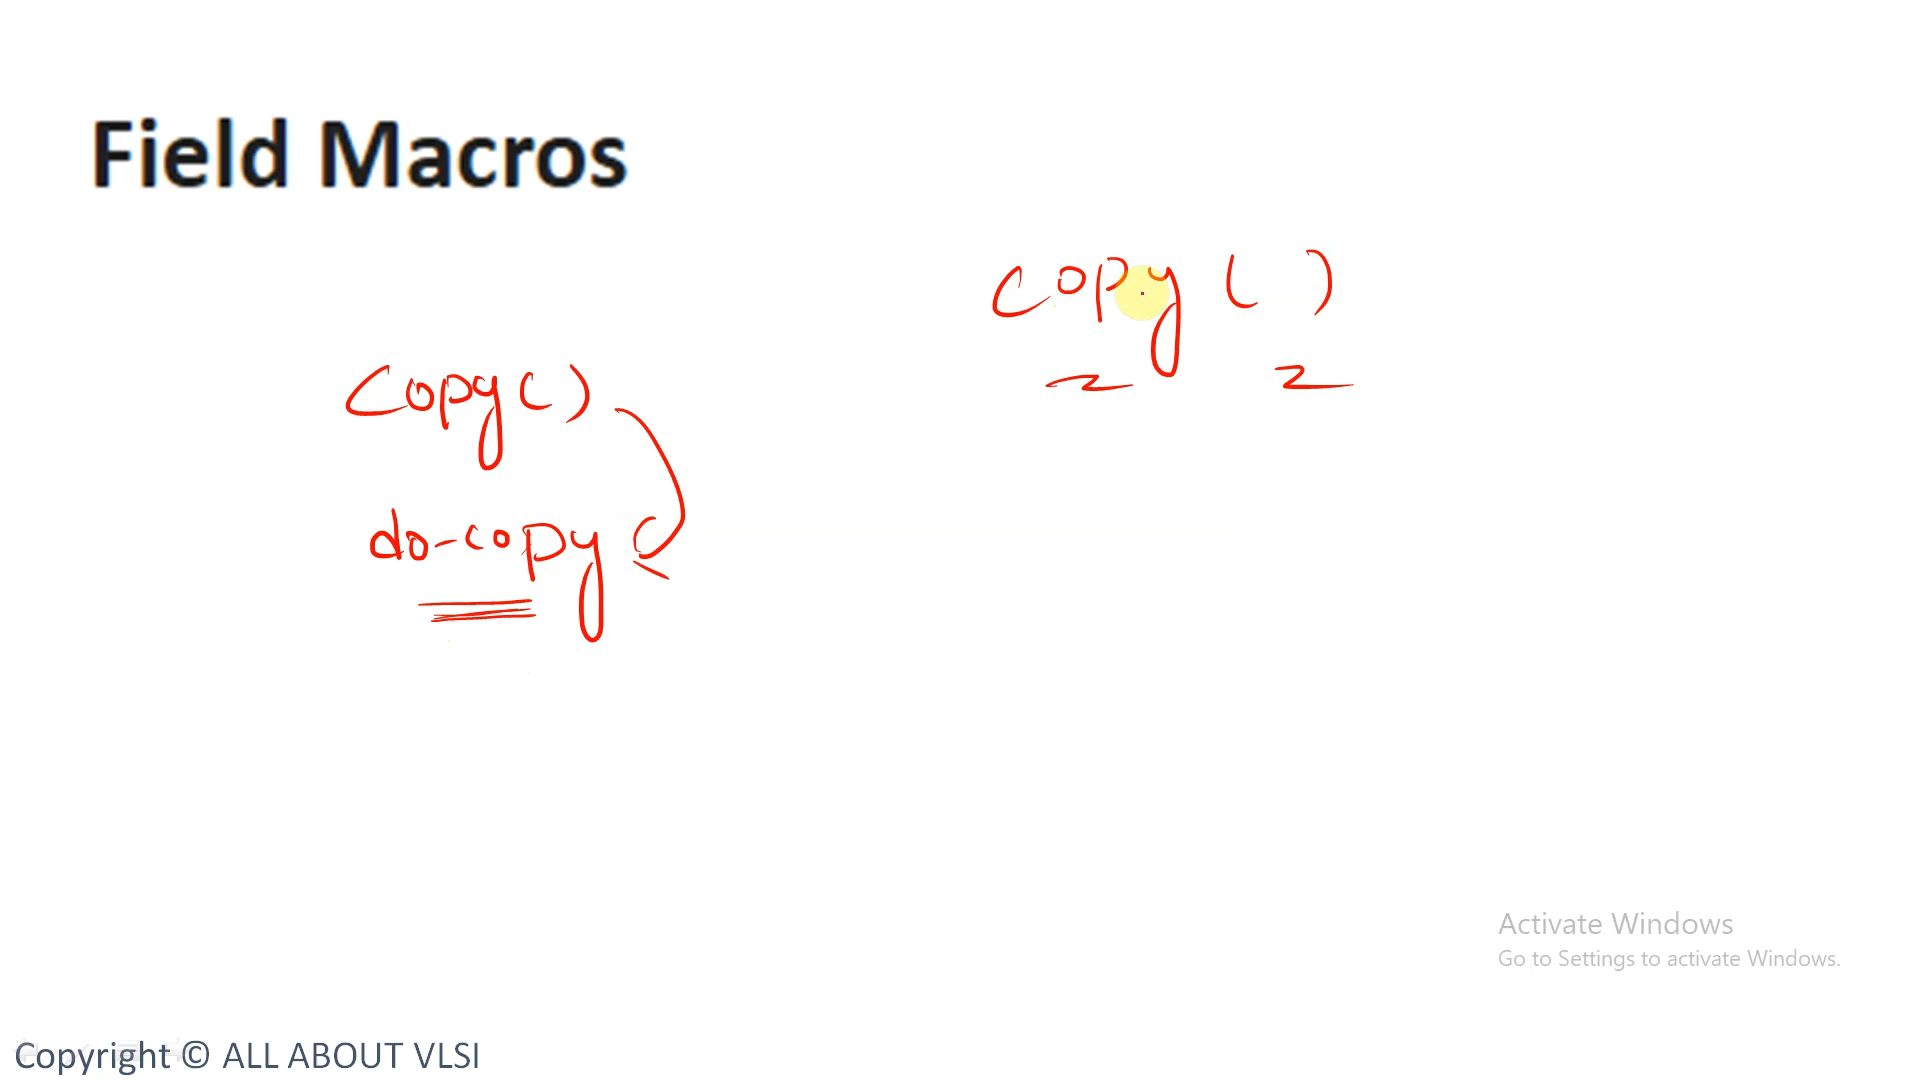 Field Macros
copy ( )
copy ( )
do-copy
Activate Windows
Go to Settings to activate Windows.
Copyright © ALL ABOUT VLSI